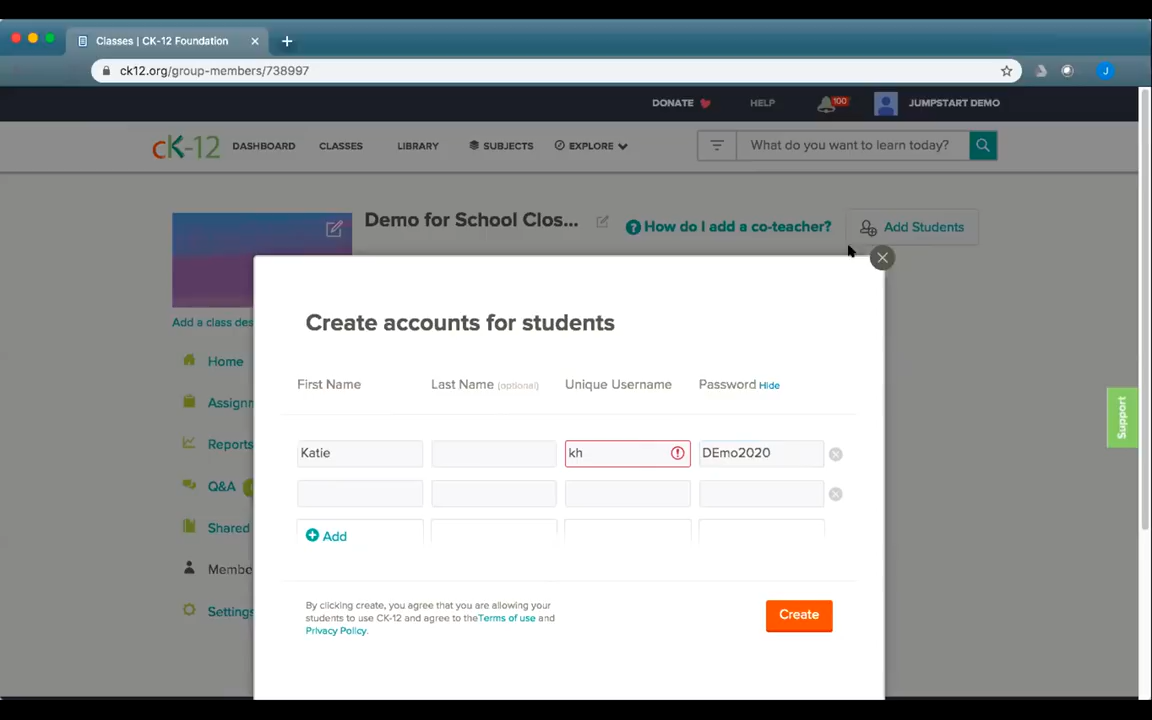 Classes | CK-12 Foundation
ck12.org/group-members/738997
J
DONATE HELP 100 JUMPSTART DEMO
cK-12 DASHBOARD CLASSES LIBRARY SUBJECTS EXPLORE What do you want to learn today?
Demo for School Clos... How do I add a co-teacher? Add Students
Add a class des
Home
Assignm
Reports
Q&A
Shared
Membe
Settings
Support
Create accounts for students
First Name Last Name (optional) Unique Username Password Hide
Katie kh DEmo2020
Add
By clicking create, you agree that you are allowing your
students to use CK-12 and agree to theTerms of use and
Privacy Policy.
Create